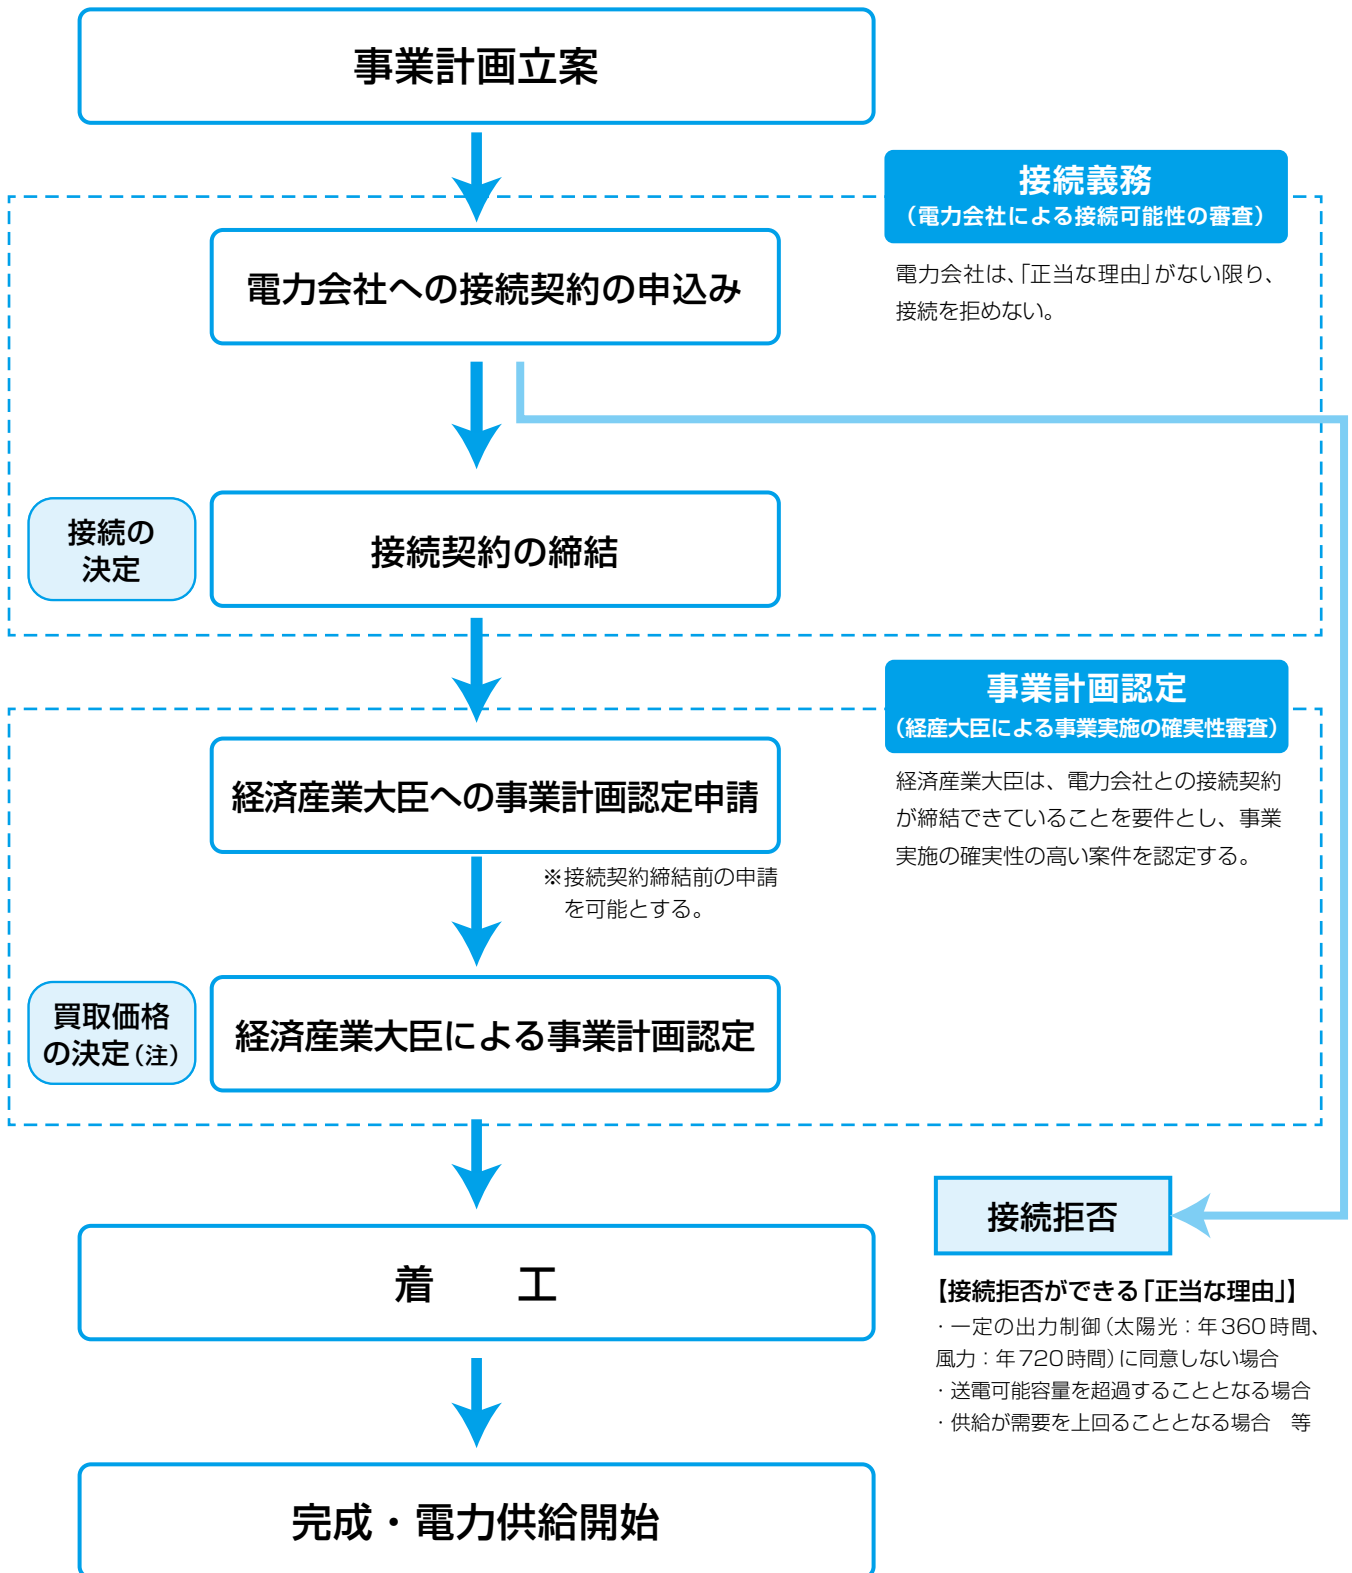 事業計画立案
接続義務
（電力会社による接続可能性の審査）
電力会社は、「正当な理由」がない限り、
接続を拒めない。
電力会社への接続契約の申込み
接続の
決定
接続契約の締結
事業計画認定
（経産大臣による事業実施の確実性審査）
経済産業大臣は、電力会社との接続契約
が締結できていることを要件とし、事業
実施の確実性の高い案件を認定する。
経済産業大臣への事業計画認定申請
※接続契約締結前の申請
を可能とする。
買取価格
の決定（注）
経済産業大臣による事業計画認定
着　工
接続拒否
【接続拒否ができる「正当な理由」】
・一定の出力制御（太陽光：年360時間、
風力：年720時間）に同意しない場合
・送電可能容量を超過することとなる場合
・供給が需要を上回ることとなる場合　等
完成・電力供給開始